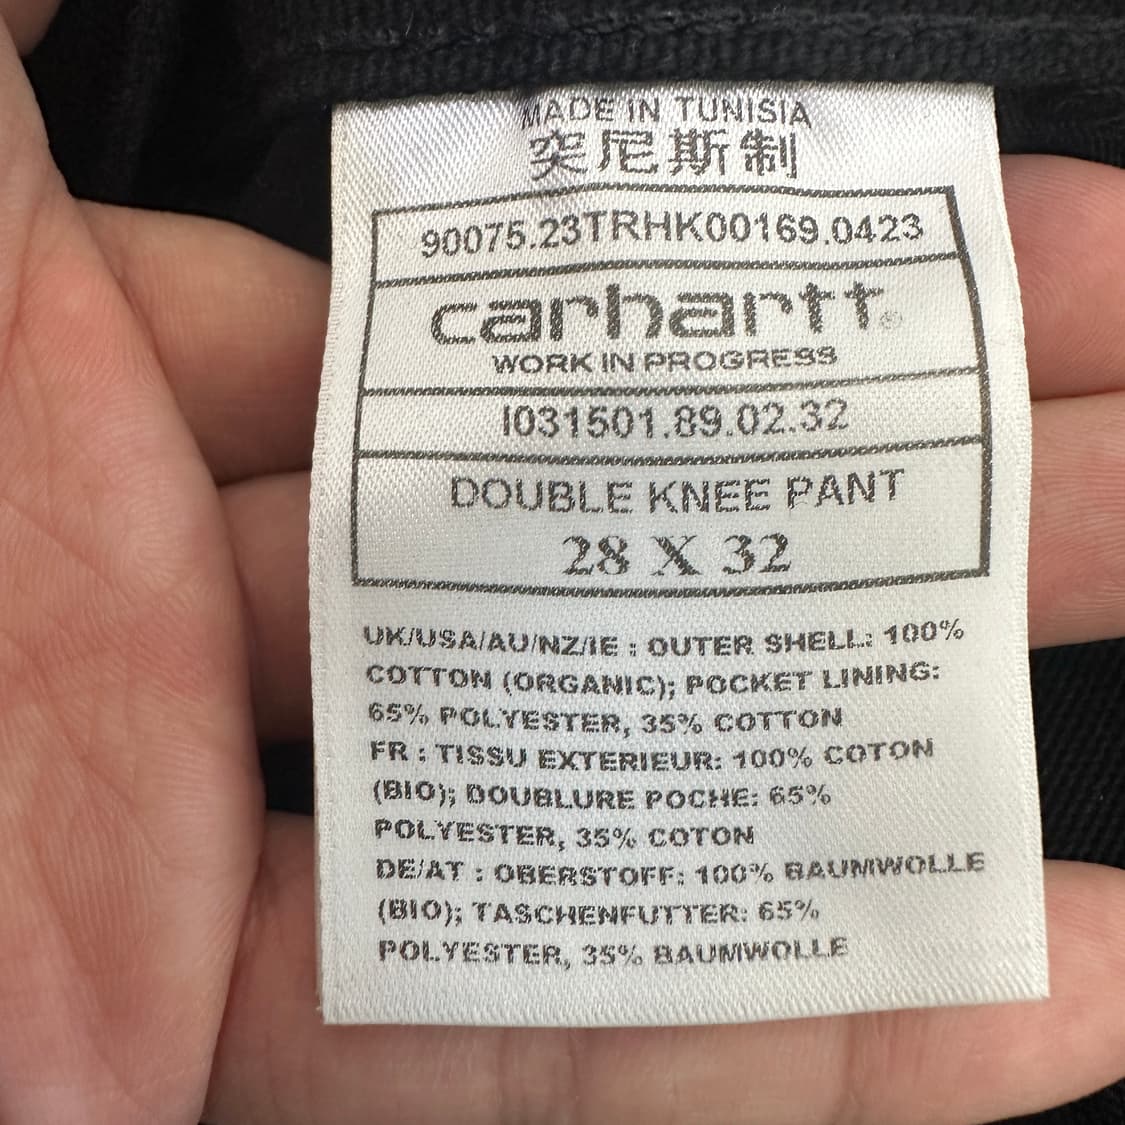 MADE IN TUNISIA
突尼斯制
90075.23TRHK00169.0423
carhartt®
WORK IN PROGRESS
I031501.89.02.32
DOUBLE KNEE PANT
28 X 32
UK/USA/AU/NZ/IE : OUTER SHELL: 100%
COTTON (ORGANIC); POCKET LINING:
65% POLYESTER, 35% COTTON
FR : TISSU EXTERIEUR: 100% COTON
(BIO); DOUBLURE POCHE: 65%
POLYESTER, 35% COTON
DE/AT : OBERSTOFF: 100% BAUMWOLLE
(BIO); TASCHENFUTTER: 65%
POLYESTER, 35% BAUMWOLLE